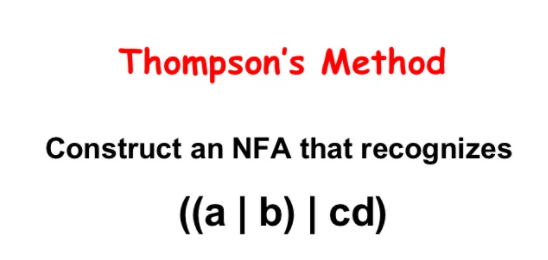 Thompson's Method
Construct an NFA that recognizes
((a | b) | cd)